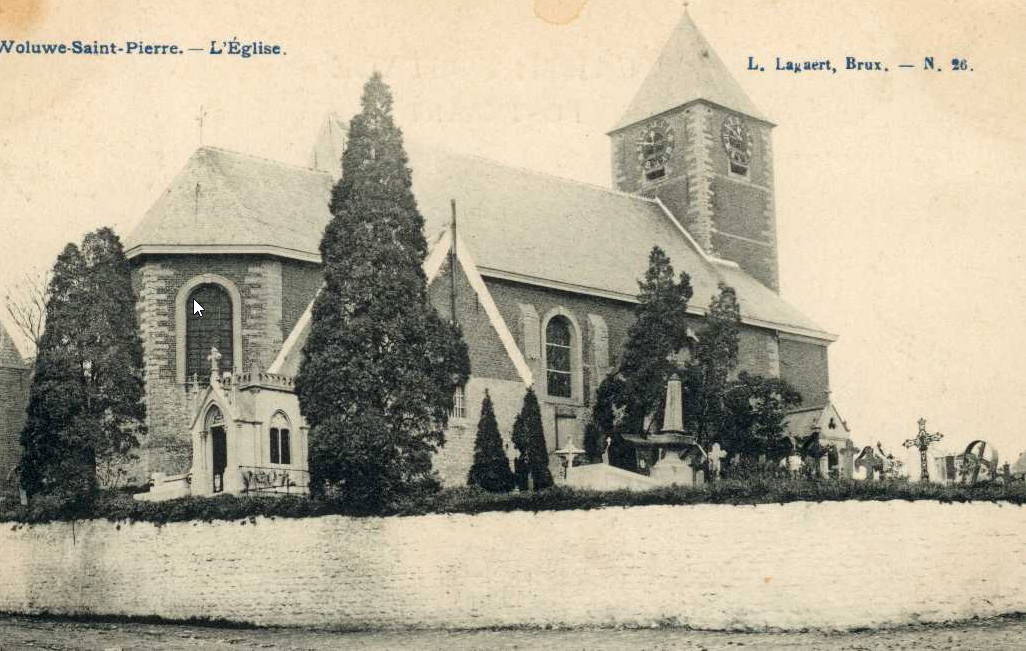 Woluwe-Saint-Pierre. — L'Église.
L. Lagaert, Brux. — N. 26.